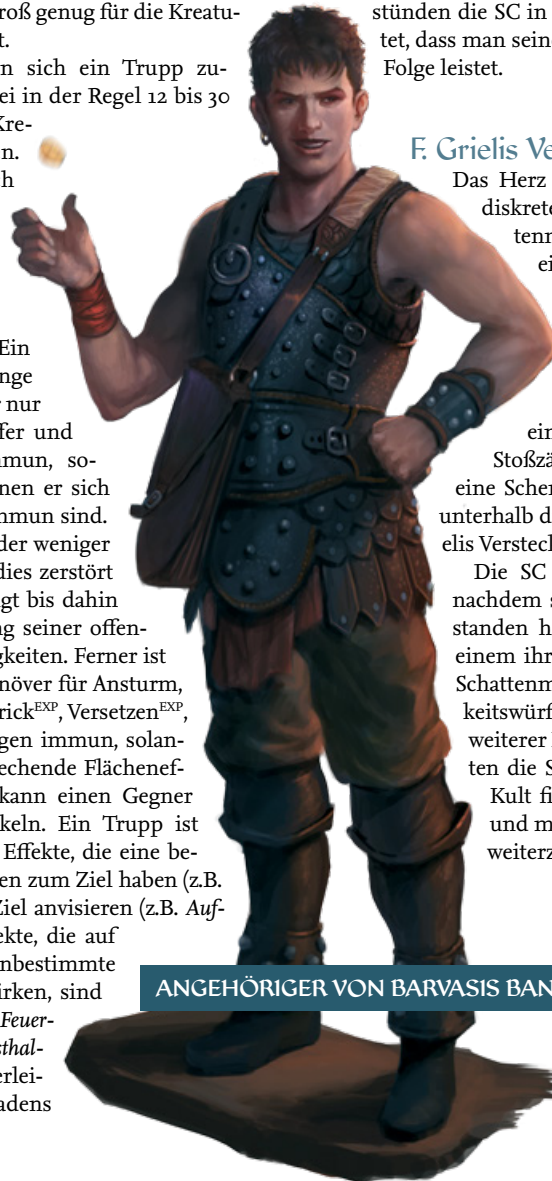 roß genug für die Kreatu-
t.
n sich ein Trupp zu-
ei in der Regel 12 bis 30
Kre-
n.
h
Ein
nge
r nur
fer und
mun, so-
nen er sich
mmun sind.
der weniger
dies zerstört
gt bis dahin
ng seiner offen-
gkeiten. Ferner ist
növer für Ansturm,
rickEXP, VersetzenEXP,
gen immun, solan-
echende Flächenef-
kann einen Gegner
keln. Ein Trupp ist
Effekte, die eine be-
en zum Ziel haben (z.B.
Ziel anvisieren (z.B. Auf-
ekte, die auf
nbestimmte
irken, sind
Feuer-
sthal-
erlei-
adens
stünden die SC in
tet, dass man seine
Folge leistet.
F. Grielis Ve
Das Herz
diskrete
tenn
ei
ein
Stoßzä
eine Scher
unterhalb d
elis Verstech
Die SC
nachdem s
standen h
einem ihr
Schattenm
keitswürf
weiterer
ten die S
Kult fi
und m
weiterz
ANGEHÖRIGER VON BARVASIS BAN